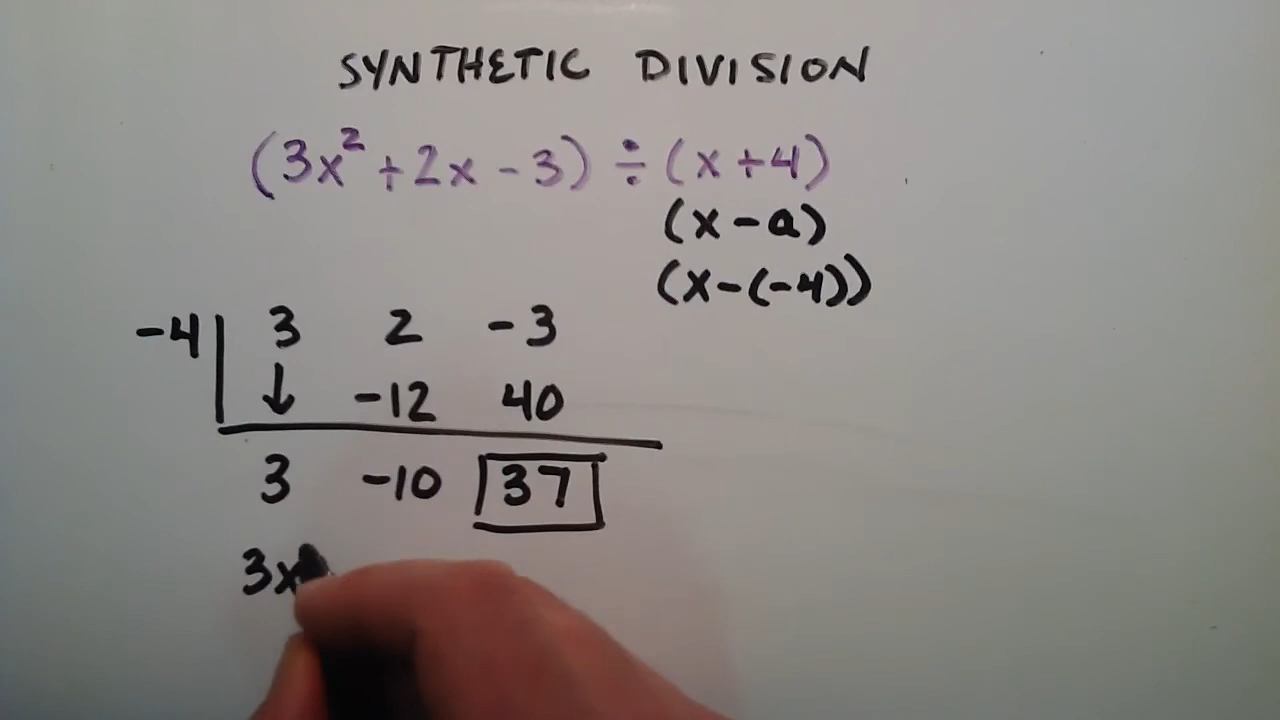 SYNTHETIC DIVISION
(3x² + 2x - 3) ÷ (x + 4)
(x - a)
(x - (-4))
-4 3 2 -3
↓ -12 40
3 -10 37
3x